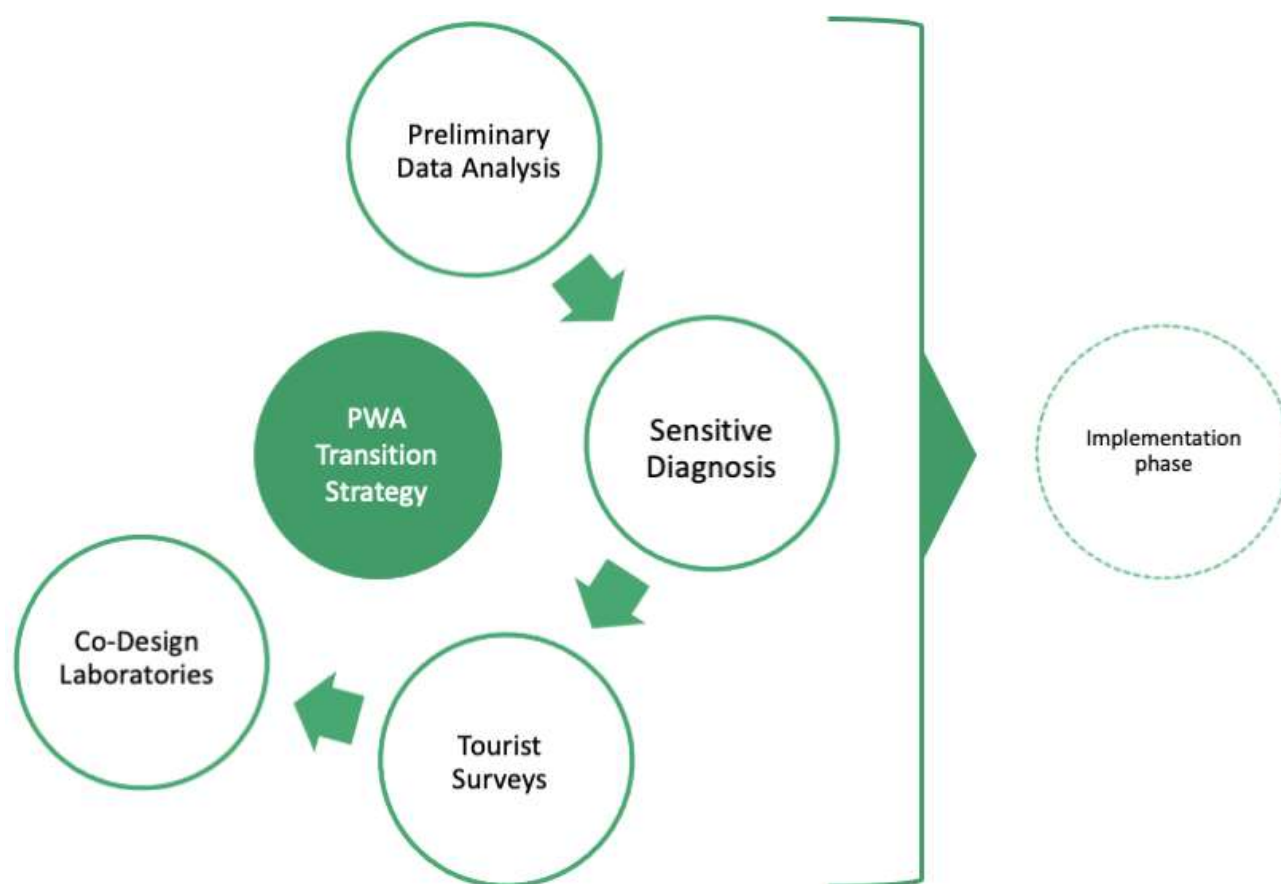 Preliminary
Data Analysis
PWA
Transition
Strategy
Sensitive
Diagnosis
Implementation
phase
Co-Design
Laboratories
Tourist
Surveys